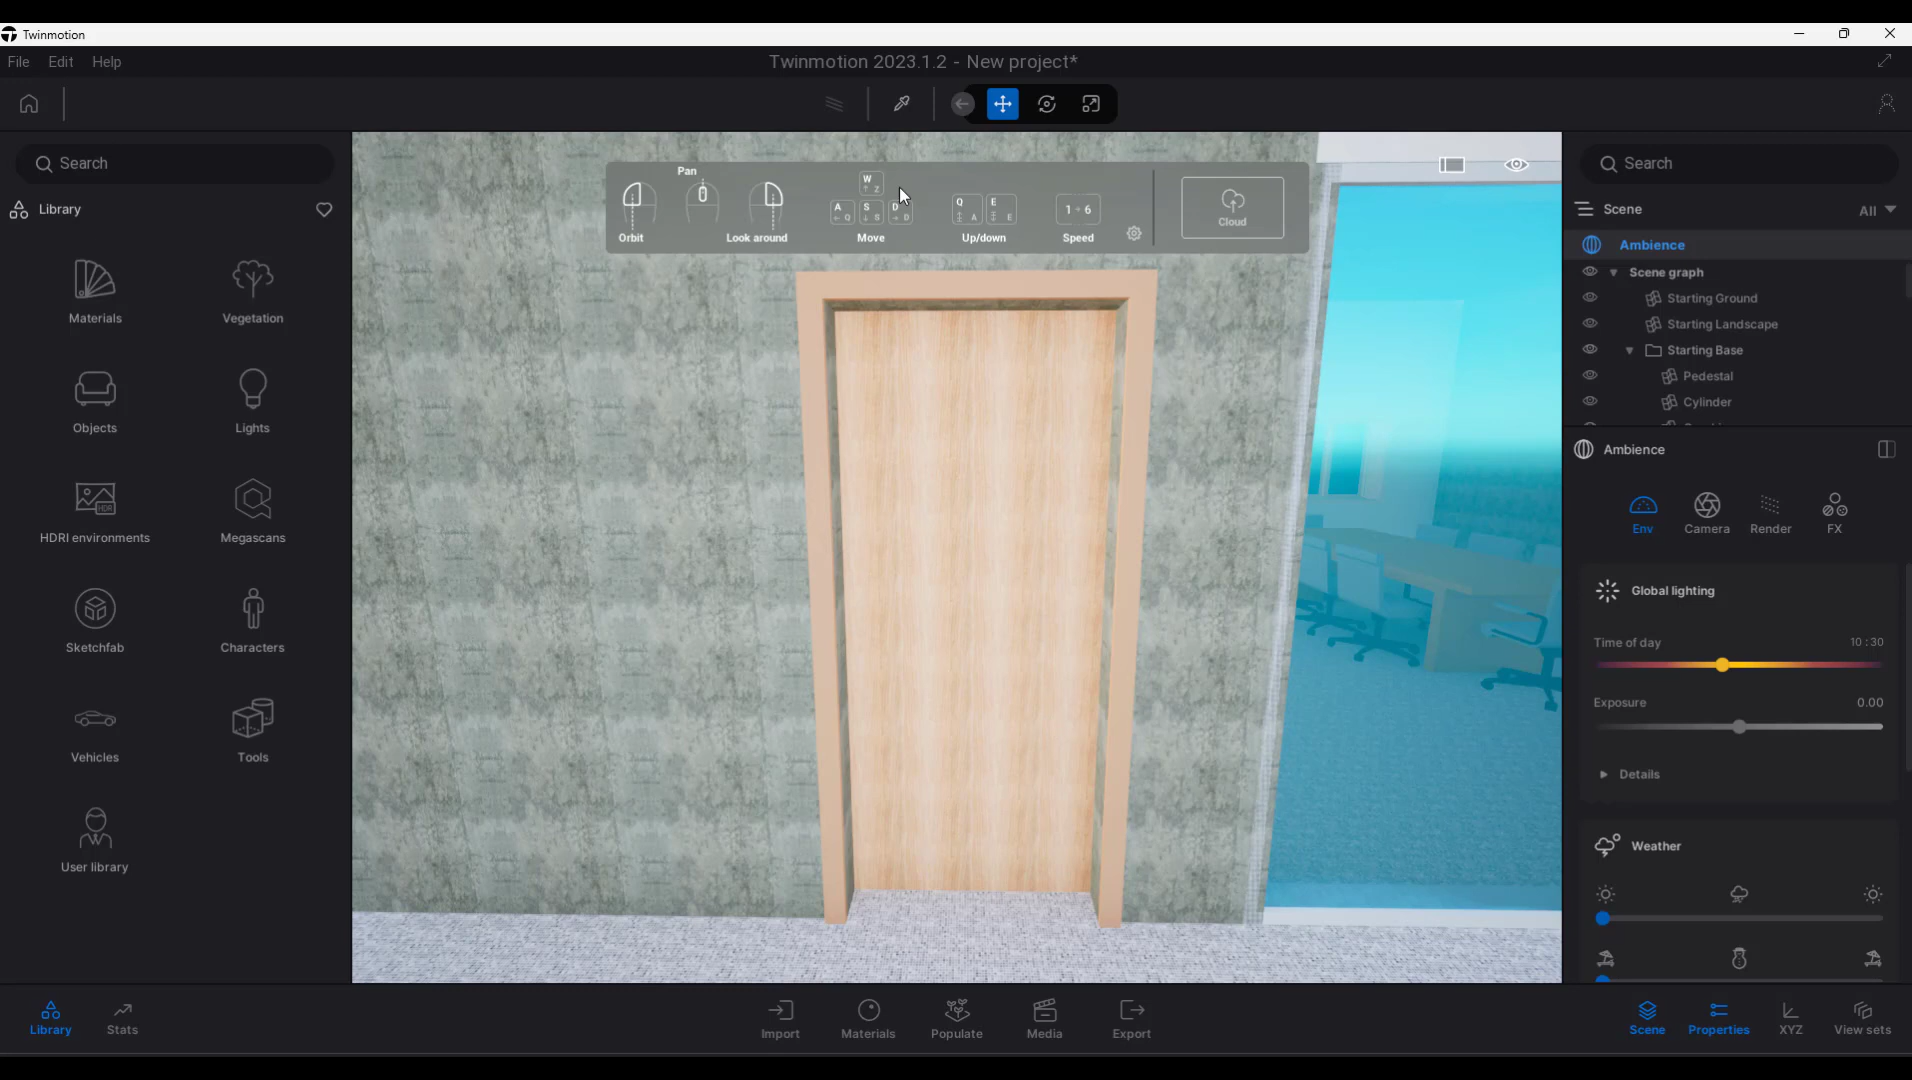 Twinmotion
File Edit Help
Twinmotion 2023.1.2 - New project*
Search
Library
Materials
Vegetation
Objects
Lights
HDR
HDRI environments
Megascans
Sketchfab
Characters
Vehicles
Tools
User library
Pan
W Z
A Q
S S
D D
Q A
E E
1 - 6
Orbit
Look around
Move
Up/down
Speed
Cloud
Search
Scene
All
Ambience
Scene graph
Starting Ground
Starting Landscape
Starting Base
Pedestal
Cylinder
Ambience
Env
Camera
Render
FX
Global lighting
Time of day 10:30
Exposure 0.00
Details
Weather
Library
Stats
Import
Materials
Populate
Media
Export
Scene
Properties
XYZ
View sets